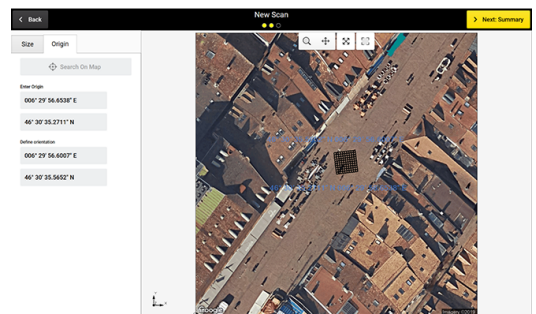 Back
New Scan
Next: Summary
Size
Origin
Search On Map
Enter Origin
006° 29' 56.6538" E
46° 30' 35.2711" N
Define orientation
006° 29' 56.6007" E
46° 30' 35.5652" N
Google